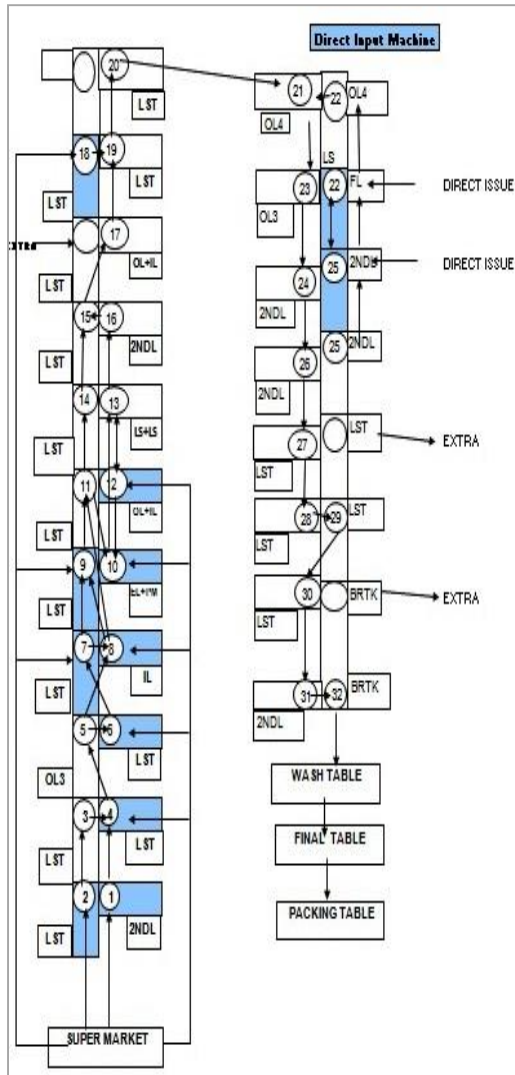 Direct Input Machine
20
LST
18
19
LST
LST
EXTRA
17
OL+IL
LST
15
16
2NDL
LST
14
13
LS+LS
LST
11
12
OL+IL
LST
9
10
EL+PM
LST
7
8
IL
LST
5
6
LST
OL3
3
4
LST
LST
2
1
2NDL
LST
SUPER MARKET
21
22
OL4
OL4
LS
23
22
FL
DIRECT ISSUE
OL3
24
25
2NDL
DIRECT ISSUE
2NDL
26
25
2NDL
2NDL
27
LST
EXTRA
LST
28
29
LST
LST
30
BRTK
EXTRA
LST
31
32
BRTK
2NDL
WASH TABLE
FINAL TABLE
PACKING TABLE